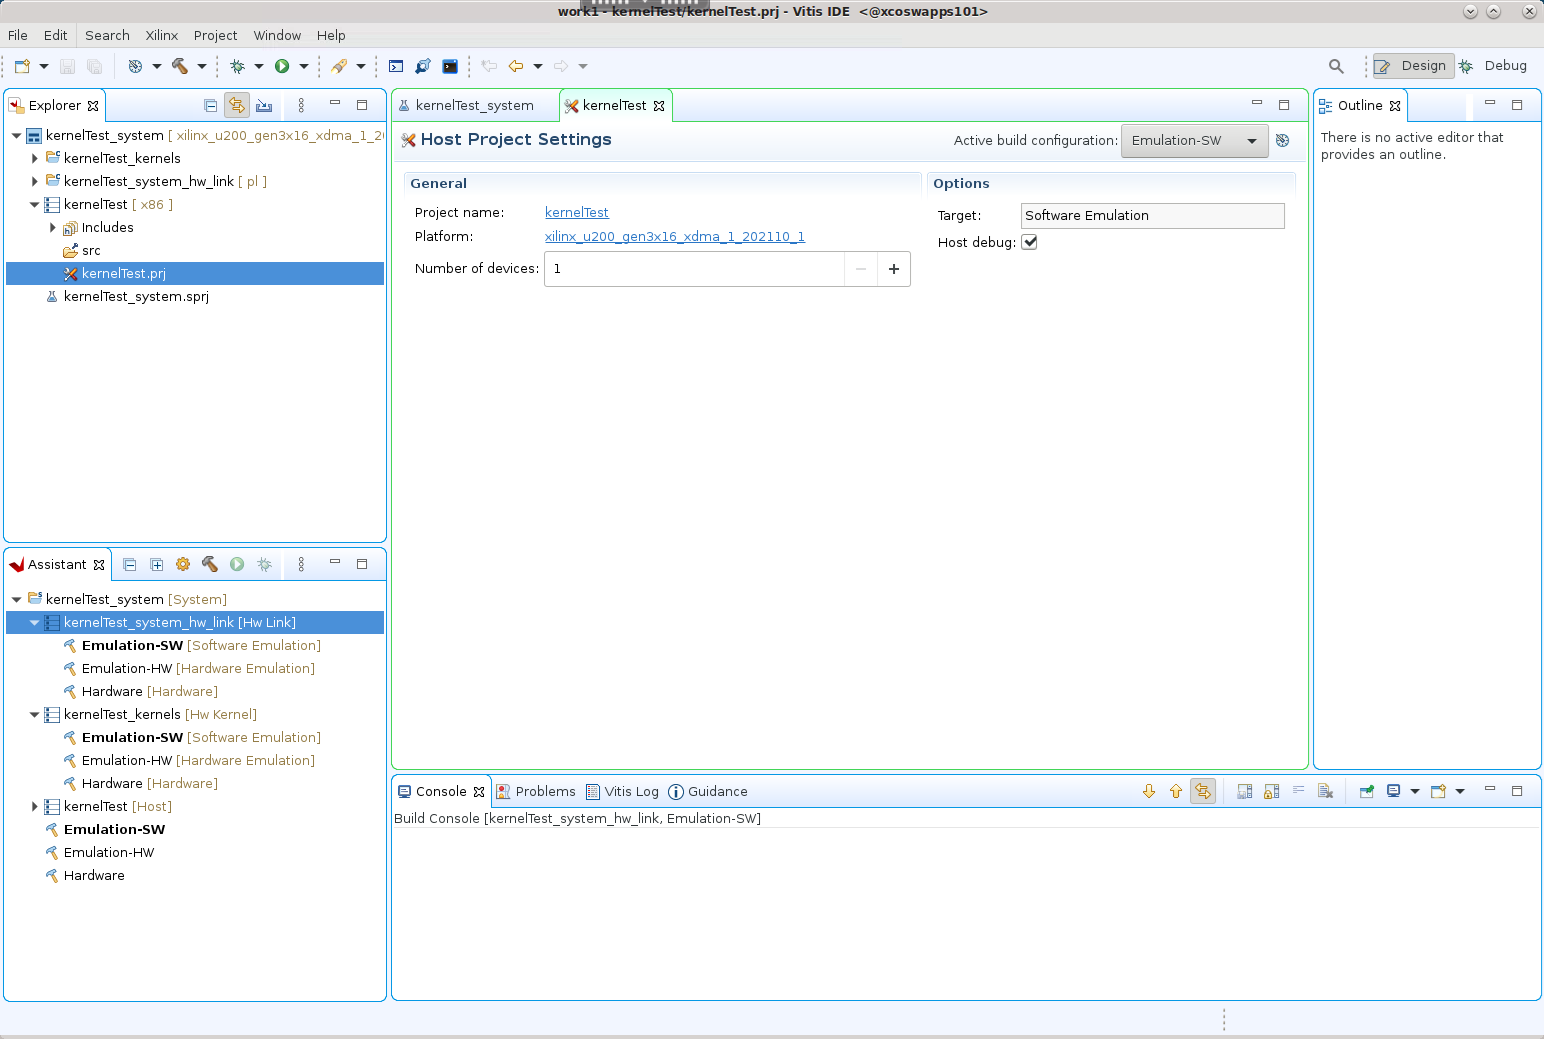 work1 - kernelTest/kernelTest.prj - Vitis IDE <@xcoswapps101>
File Edit Search Xilinx Project Window Help
Design Debug
Explorer
kernelTest_system [ xilinx_u200_gen3x16_xdma_1_20
kernelTest_kernels
kernelTest_system_hw_link [ pl ]
kernelTest [ x86 ]
Includes
src
kernelTest.prj
kernelTest_system.sprj
Assistant
kernelTest_system [System]
kernelTest_system_hw_link [Hw Link]
Emulation-SW [Software Emulation]
Emulation-HW [Hardware Emulation]
Hardware [Hardware]
kernelTest_kernels [Hw Kernel]
Emulation-SW [Software Emulation]
Emulation-HW [Hardware Emulation]
Hardware [Hardware]
kernelTest [Host]
Emulation-SW
Emulation-HW
Hardware
kernelTest_system kernelTest
Host Project Settings Active build configuration: Emulation-SW
General
Project name: kernelTest
Platform: xilinx_u200_gen3x16_xdma_1_202110_1
Number of devices: 1
Options
Target: Software Emulation
Host debug:
Outline
There is no active editor that
provides an outline.
Console Problems Vitis Log Guidance
Build Console [kernelTest_system_hw_link, Emulation-SW]